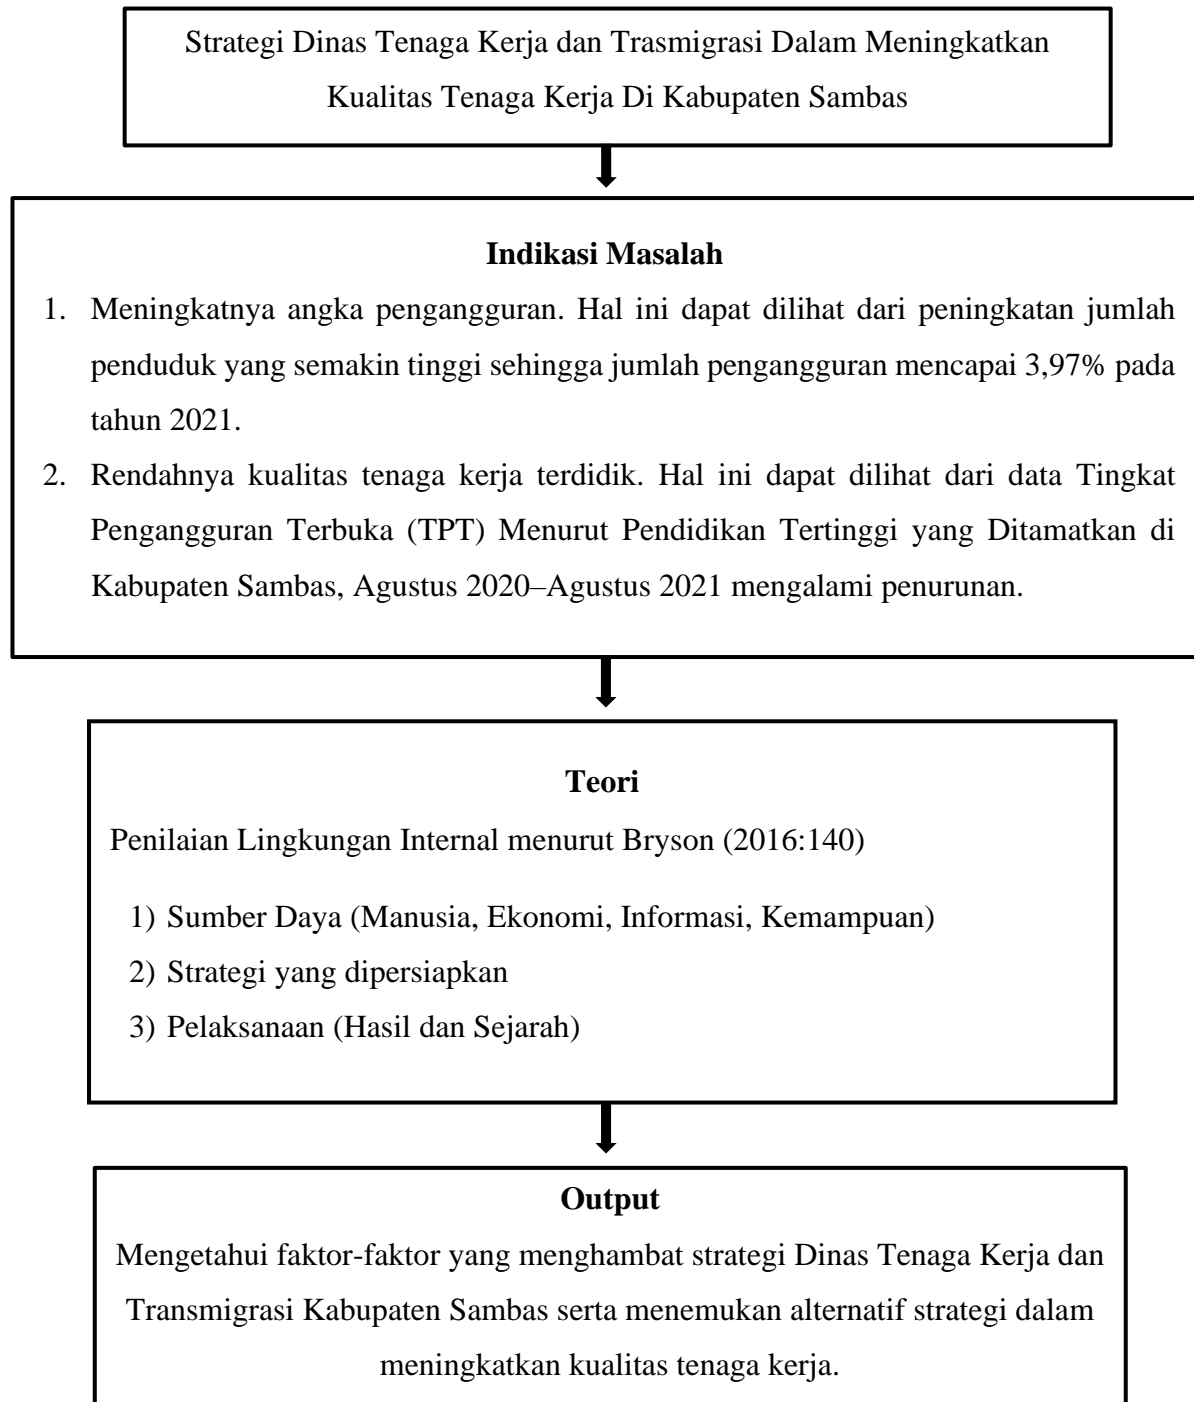 Strategi Dinas Tenaga Kerja dan Trasmigrasi Dalam Meningkatkan
Kualitas Tenaga Kerja Di Kabupaten Sambas
Indikasi Masalah
1. Meningkatnya angka pengangguran. Hal ini dapat dilihat dari peningkatan jumlah
penduduk yang semakin tinggi sehingga jumlah pengangguran mencapai 3,97% pada
tahun 2021.
2. Rendahnya kualitas tenaga kerja terdidik. Hal ini dapat dilihat dari data Tingkat
Pengangguran Terbuka (TPT) Menurut Pendidikan Tertinggi yang Ditamatkan di
Kabupaten Sambas, Agustus 2020–Agustus 2021 mengalami penurunan.
Teori
Penilaian Lingkungan Internal menurut Bryson (2016:140)
1) Sumber Daya (Manusia, Ekonomi, Informasi, Kemampuan)
2) Strategi yang dipersiapkan
3) Pelaksanaan (Hasil dan Sejarah)
Output
Mengetahui faktor-faktor yang menghambat strategi Dinas Tenaga Kerja dan
Transmigrasi Kabupaten Sambas serta menemukan alternatif strategi dalam
meningkatkan kualitas tenaga kerja.